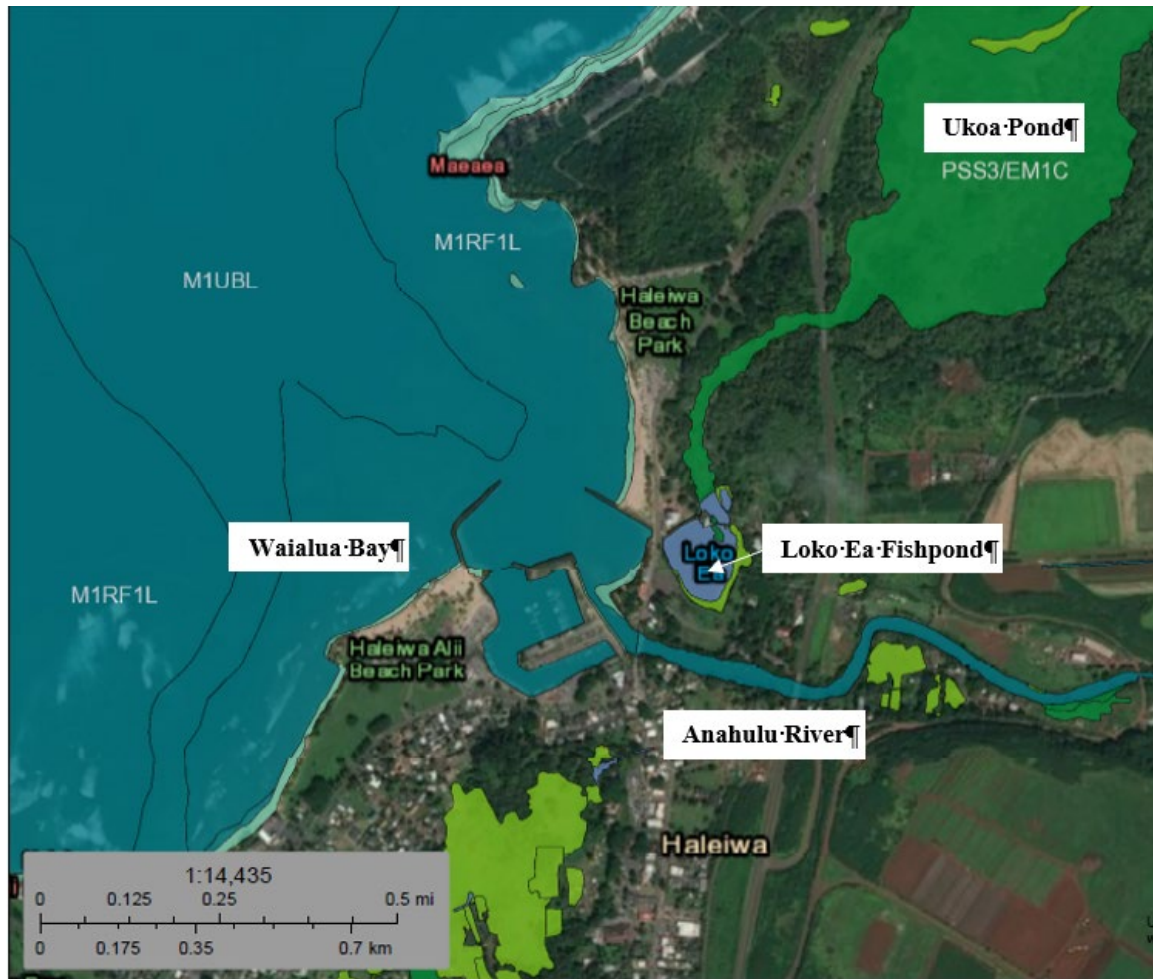 Ukoa·Pond¶
PSS3/EM1C
Maeaea
M1RF1L
M1UBL
Haleiwa
Beach
Park
Waialua·Bay¶
Loko
Ea
Loko·Ea·Fishpond¶
M1RF1L
Haleiwa Alii
Beach Park
Anahulu·River¶
Haleiwa
1:14,435
0 0.125 0.25 0.5 mi
0 0.175 0.35 0.7 km